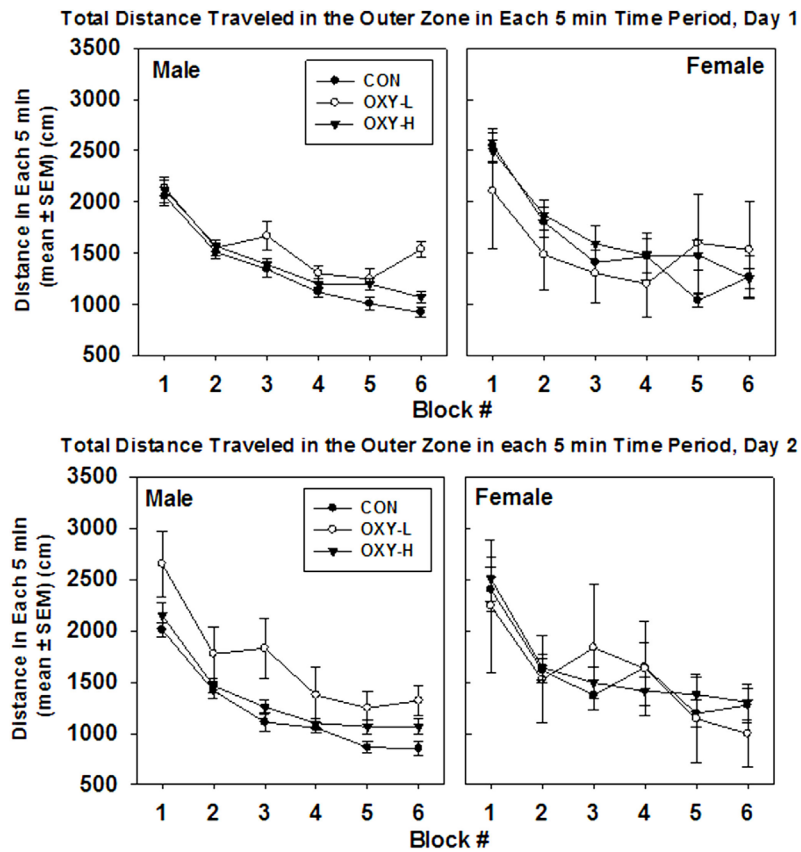 Total Distance Traveled in the Outer Zone in Each 5 min Time Period, Day 1
Distance In Each 5 min
(mean ± SEM) (cm)
3500
3000
2500
2000
1500
1000
500
Male
CON
OXY-L
OXY-H
Female
1 2 3 4 5 6
1 2 3 4 5 6
Block #
Total Distance Traveled in the Outer Zone in each 5 min Time Period, Day 2
Distance In Each 5 min
(mean ± SEM) (cm)
3500
3000
2500
2000
1500
1000
500
Male
CON
OXY-L
OXY-H
Female
1 2 3 4 5 6
1 2 3 4 5 6
Block #